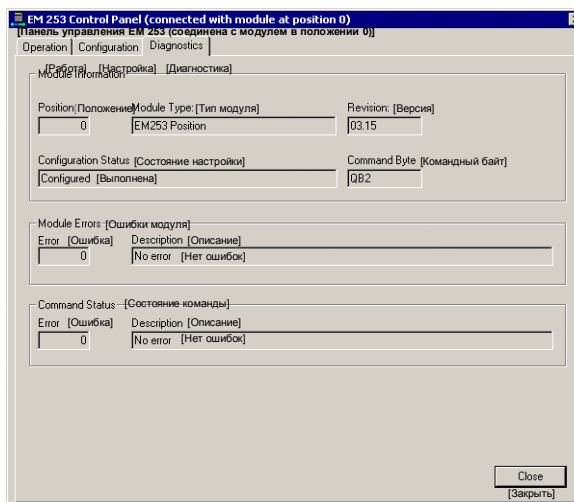 EM 253 Control Panel (connected with module at position 0)
[Панель управления EM 253 (соединена с модулем в положении 0)]
Operation Configuration Diagnostics
[Работа] [Настройка] [Диагностика]
Module Information
Position [Положение] Module Type: [Тип модуля] Revision: [Версия]
0 EM253 Position 03.15
Configuration Status [Состояние настройки] Command Byte [Командный байт]
Configured [Выполнена] QB2
Module Errors [Ошибки модуля]
Error [Ошибка] Description [Описание]
0 No error [Нет ошибок]
Command Status [Состояние команды]
Error [Ошибка] Description [Описание]
0 No error [Нет ошибок]
Close
[Закрыть]